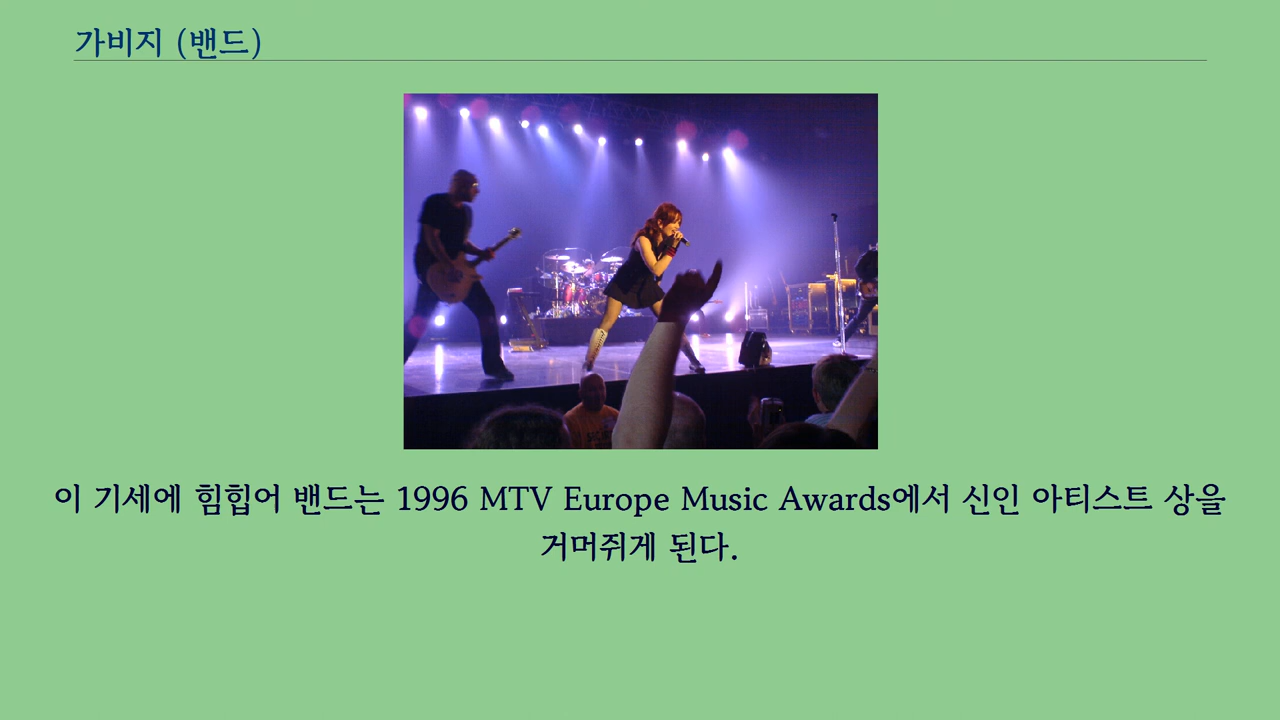 가비지 (밴드)
이 기세에 힘힙어 밴드는 1996 MTV Europe Music Awards에서 신인 아티스트 상을
거머쥐게 된다.